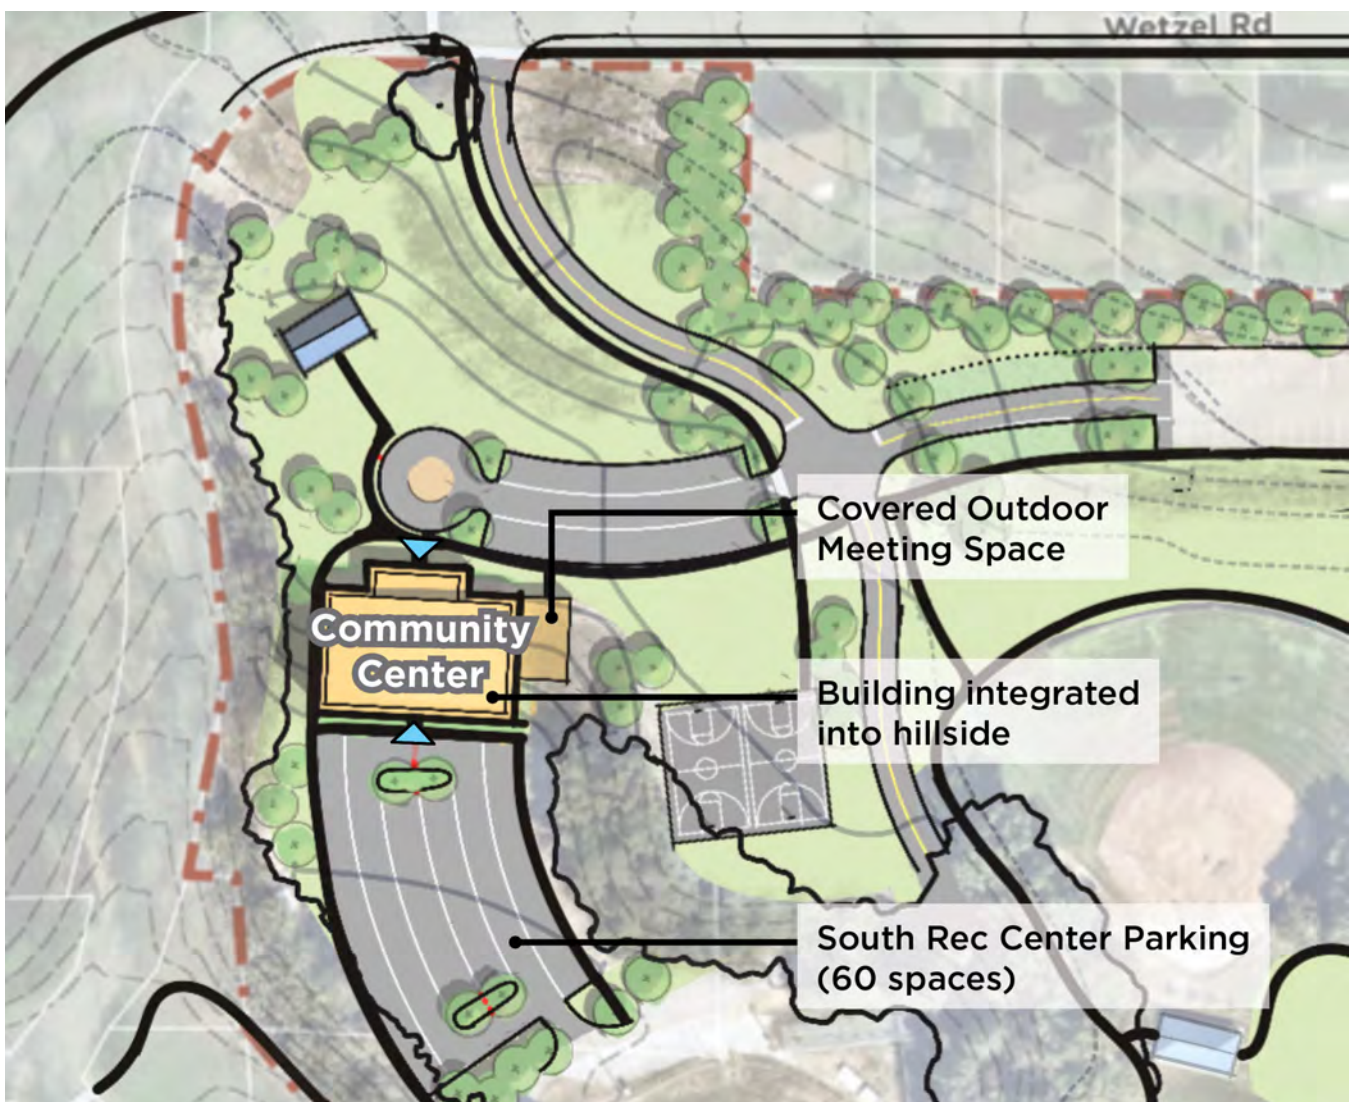 Wetzel Rd
Covered Outdoor
Meeting Space
Community
Center
Building integrated
into hillside
South Rec Center Parking
(60 spaces)